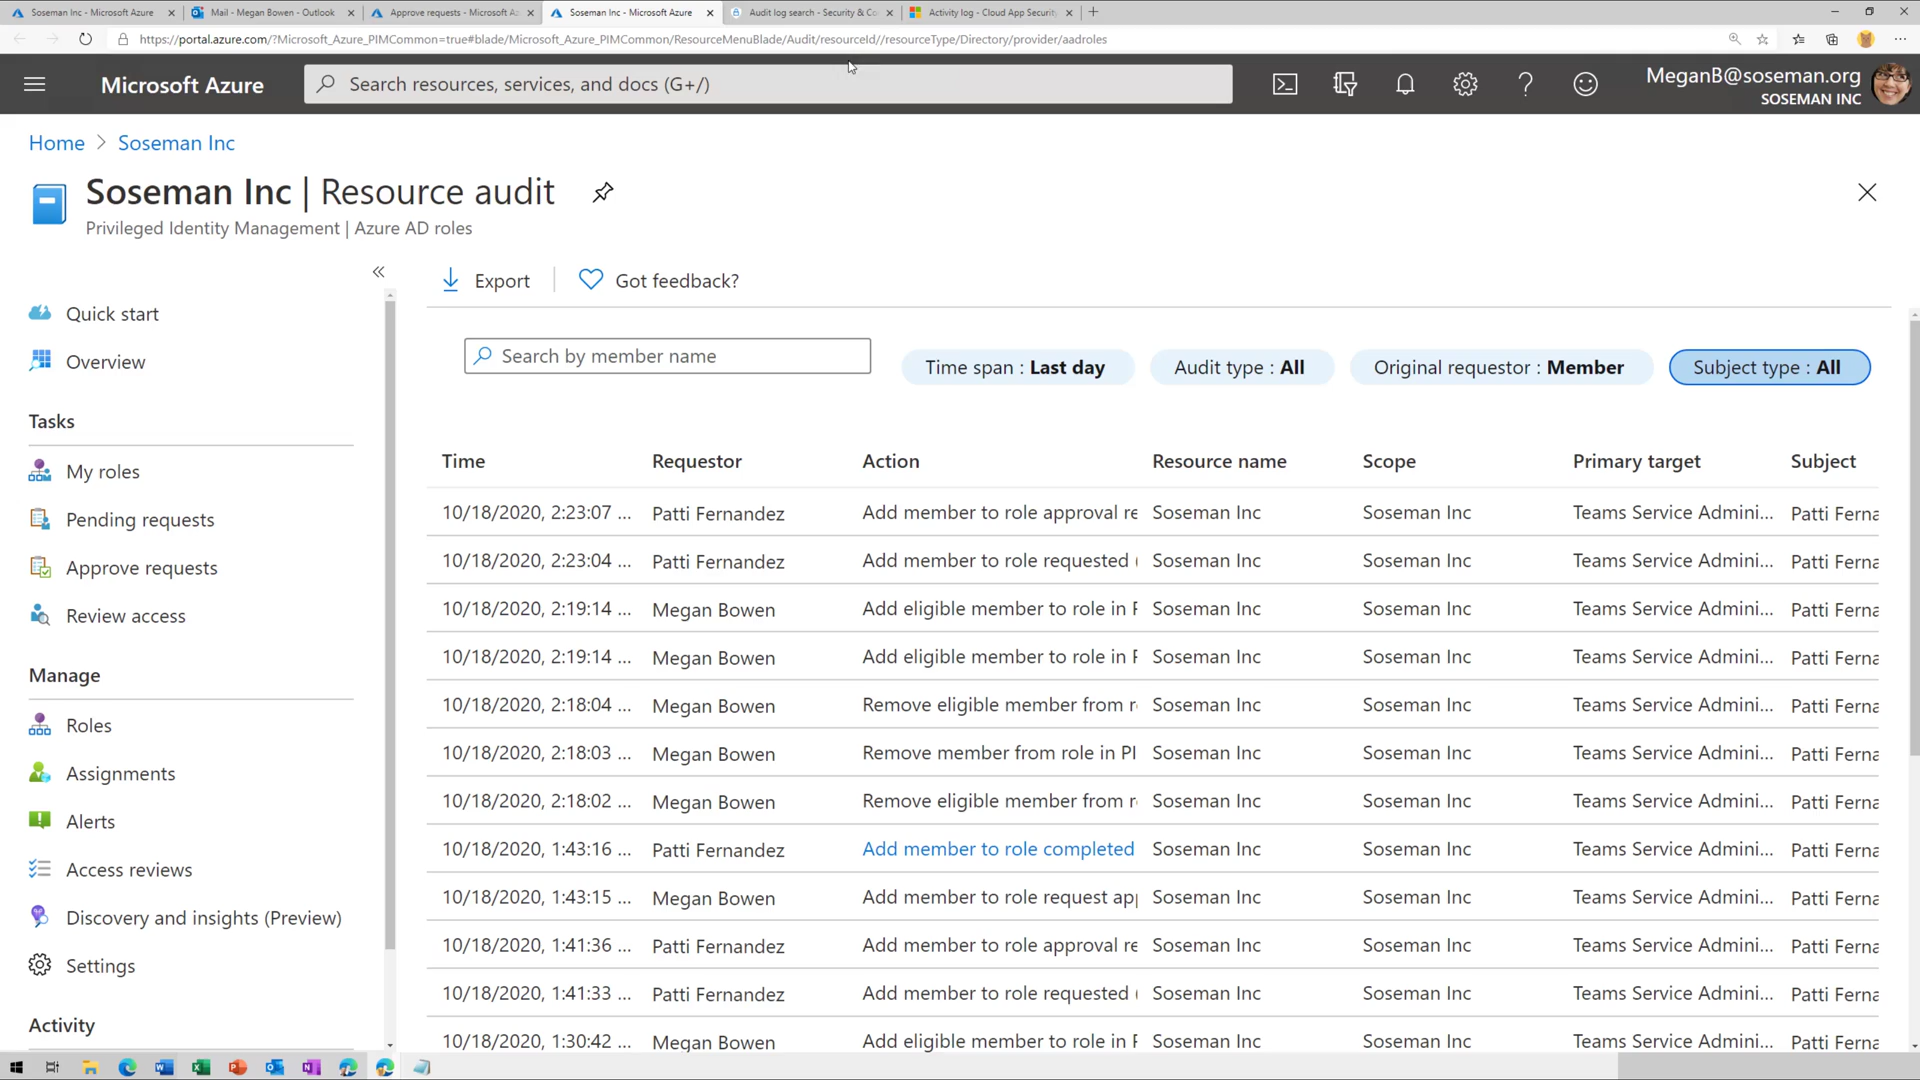 Soseman Inc - Microsoft Azure
Mail - Megan Bowen - Outlook
Approve requests - Microsoft Az
Soseman Inc - Microsoft Azure
Audit log search - Security & Co
Activity log - Cloud App Security
https://portal.azure.com/?Microsoft_Azure_PIMCommon=true#blade/Microsoft_Azure_PIMCommon/ResourceMenuBlade/Audit/resourceId//resourceType/Directory/provider/aadroles
Microsoft Azure
Search resources, services, and docs (G+/)
MeganB@soseman.org
SOSEMAN INC
Home > Soseman Inc
Soseman Inc | Resource audit
Privileged Identity Management | Azure AD roles
Quick start
Overview
Tasks
My roles
Pending requests
Approve requests
Review access
Manage
Roles
Assignments
Alerts
Access reviews
Discovery and insights (Preview)
Settings
Activity
Export
Got feedback?
Search by member name
Time span : Last day
Audit type : All
Original requestor : Member
Subject type : All
Time Requestor Action Resource name Scope Primary target Subject
10/18/2020, 2:23:07 ... Patti Fernandez Add member to role approval re Soseman Inc Soseman Inc Teams Service Admini... Patti Ferna
10/18/2020, 2:23:04 ... Patti Fernandez Add member to role requested ( Soseman Inc Soseman Inc Teams Service Admini... Patti Ferna
10/18/2020, 2:19:14 ... Megan Bowen Add eligible member to role in P Soseman Inc Soseman Inc Teams Service Admini... Patti Ferna
10/18/2020, 2:19:14 ... Megan Bowen Add eligible member to role in P Soseman Inc Soseman Inc Teams Service Admini... Patti Ferna
10/18/2020, 2:18:04 ... Megan Bowen Remove eligible member from r Soseman Inc Soseman Inc Teams Service Admini... Patti Ferna
10/18/2020, 2:18:03 ... Megan Bowen Remove member from role in PI Soseman Inc Soseman Inc Teams Service Admini... Patti Ferna
10/18/2020, 2:18:02 ... Megan Bowen Remove eligible member from r Soseman Inc Soseman Inc Teams Service Admini... Patti Ferna
10/18/2020, 1:43:16 ... Patti Fernandez Add member to role completed Soseman Inc Soseman Inc Teams Service Admini... Patti Ferna
10/18/2020, 1:43:15 ... Megan Bowen Add member to role request app Soseman Inc Soseman Inc Teams Service Admini... Patti Ferna
10/18/2020, 1:41:36 ... Patti Fernandez Add member to role approval re Soseman Inc Soseman Inc Teams Service Admini... Patti Ferna
10/18/2020, 1:41:33 ... Patti Fernandez Add member to role requested ( Soseman Inc Soseman Inc Teams Service Admini... Patti Ferna
10/18/2020, 1:30:42 ... Megan Bowen Add eligible member to role in P Soseman Inc Soseman Inc Teams Service Admini... Patti Ferna